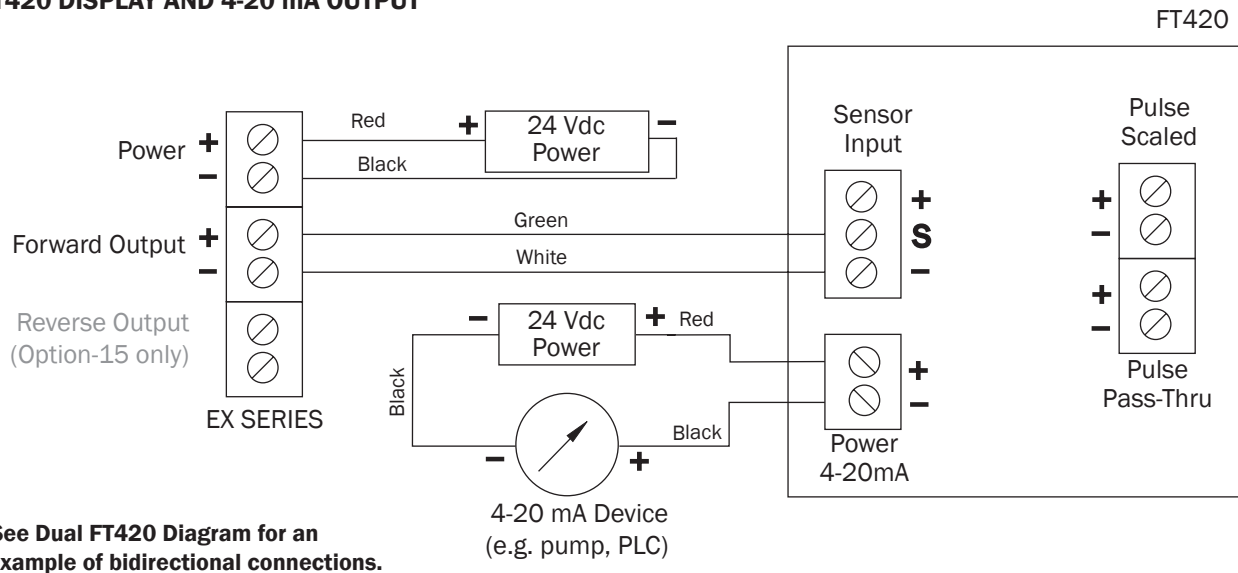 DISPLAY AND 4-20 mA OUTPUT
FT420
Power + −
Red
Black
+ 24 Vdc −
Power
Forward Output + −
Green
White
Reverse Output
(Option-15 only)
EX SERIES
Sensor
Input
+
S
−
Pulse
Scaled
+
−
+
−
Pulse
Pass-Thru
− 24 Vdc + Red
Power
Black
− +
Black
+
−
Power
4-20mA
4-20 mA Device
(e.g. pump, PLC)
See Dual FT420 Diagram for an
example of bidirectional connections.